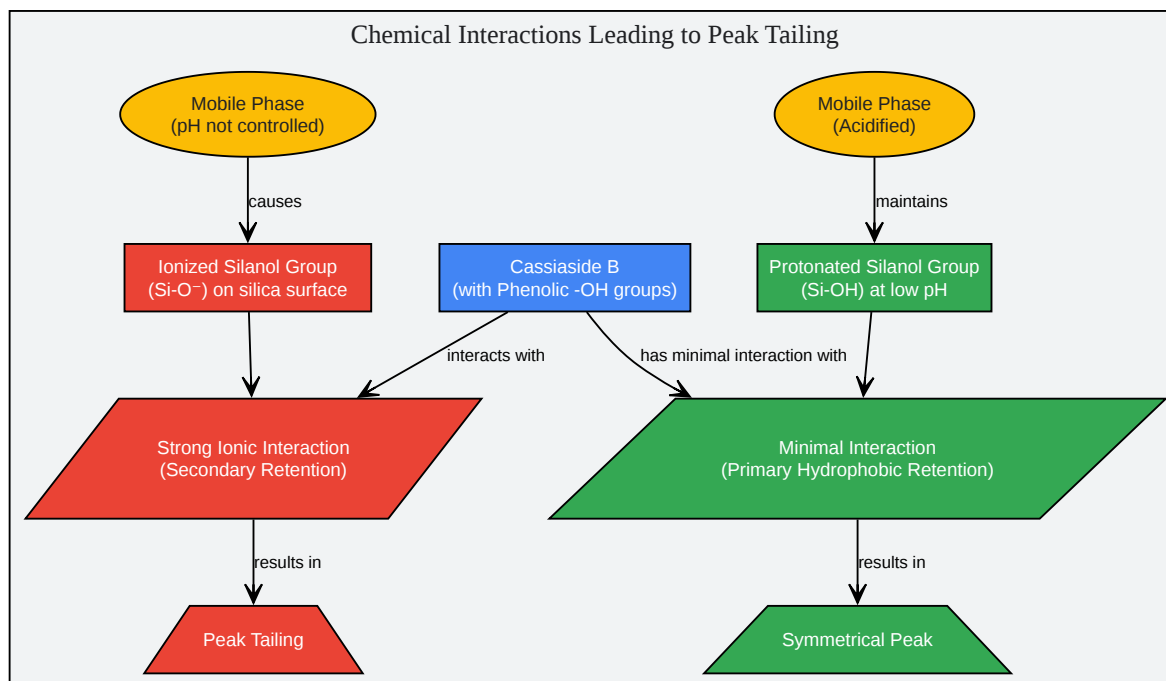 Chemical Interactions Leading to Peak Tailing
Mobile Phase
(pH not controlled)
Mobile Phase
(Acidified)
causes
maintains
Ionized Silanol Group
(Si-O⁻) on silica surface
Cassiaside B
(with Phenolic -OH groups)
Protonated Silanol Group
(Si-OH) at low pH
interacts with
has minimal interaction with
Strong Ionic Interaction
(Secondary Retention)
Minimal Interaction
(Primary Hydrophobic Retention)
results in
results in
Peak Tailing
Symmetrical Peak